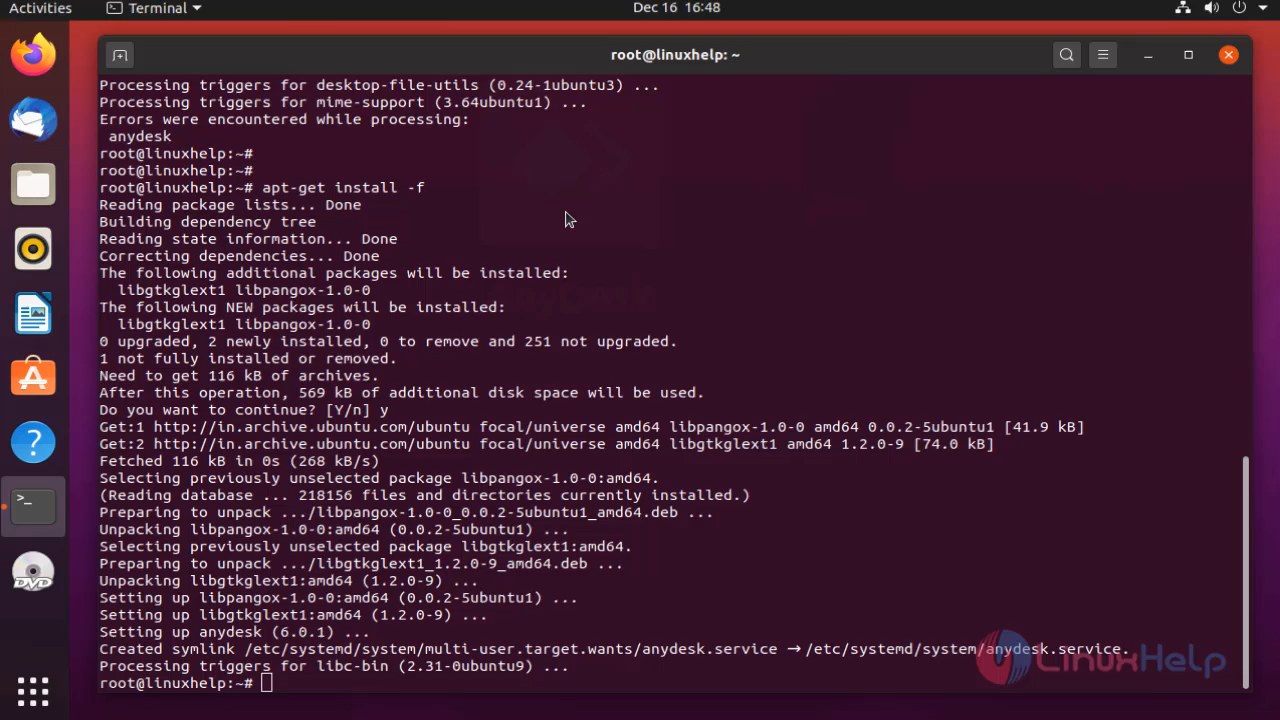 Activities
Terminal
Dec 16 16:48
root@linuxhelp: ~
Processing triggers for desktop-file-utils (0.24-1ubuntu3) ...
Processing triggers for mime-support (3.64ubuntu1) ...
Errors were encountered while processing:
anydesk
root@linuxhelp:~#
root@linuxhelp:~#
root@linuxhelp:~# apt-get install -f
Reading package lists... Done
Building dependency tree
Reading state information... Done
Correcting dependencies... Done
The following additional packages will be installed:
libgtkglext1 libpangox-1.0-0
The following NEW packages will be installed:
libgtkglext1 libpangox-1.0-0
0 upgraded, 2 newly installed, 0 to remove and 251 not upgraded.
1 not fully installed or removed.
Need to get 116 kB of archives.
After this operation, 569 kB of additional disk space will be used.
Do you want to continue? [Y/n] y
Get:1 http://in.archive.ubuntu.com/ubuntu focal/universe amd64 libpangox-1.0-0 amd64 0.0.2-5ubuntu1 [41.9 kB]
Get:2 http://in.archive.ubuntu.com/ubuntu focal/universe amd64 libgtkglext1 amd64 1.2.0-9 [74.0 kB]
Fetched 116 kB in 0s (268 kB/s)
Selecting previously unselected package libpangox-1.0-0:amd64.
(Reading database ... 218156 files and directories currently installed.)
Preparing to unpack .../libpangox-1.0-0_0.0.2-5ubuntu1_amd64.deb ...
Unpacking libpangox-1.0-0:amd64 (0.0.2-5ubuntu1) ...
Selecting previously unselected package libgtkglext1:amd64.
Preparing to unpack .../libgtkglext1_1.2.0-9_amd64.deb ...
Unpacking libgtkglext1:amd64 (1.2.0-9) ...
Setting up libpangox-1.0-0:amd64 (0.0.2-5ubuntu1) ...
Setting up libgtkglext1:amd64 (1.2.0-9) ...
Setting up anydesk (6.0.1) ...
Created symlink /etc/systemd/system/multi-user.target.wants/anydesk.service → /etc/systemd/system/anydesk.service.
Processing triggers for libc-bin (2.31-0ubuntu9) ...
root@linuxhelp:~#
LinuxHelp
DVD